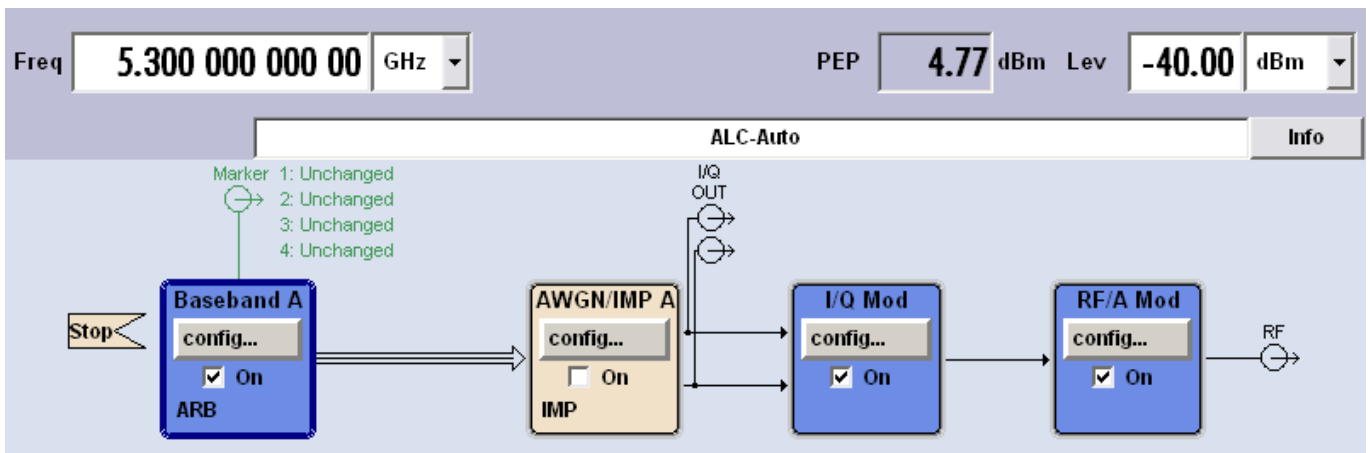 Freq 5.300 000 000 00 GHz PEP 4.77 dBm Lev -40.00 dBm
ALC-Auto Info
Marker 1: Unchanged
2: Unchanged
3: Unchanged
4: Unchanged
I/Q
OUT
Stop
Baseband A
config...
On
ARB
AWGN/IMP A
config...
On
IMP
I/Q Mod
config...
On
RF/A Mod
config...
On
RF